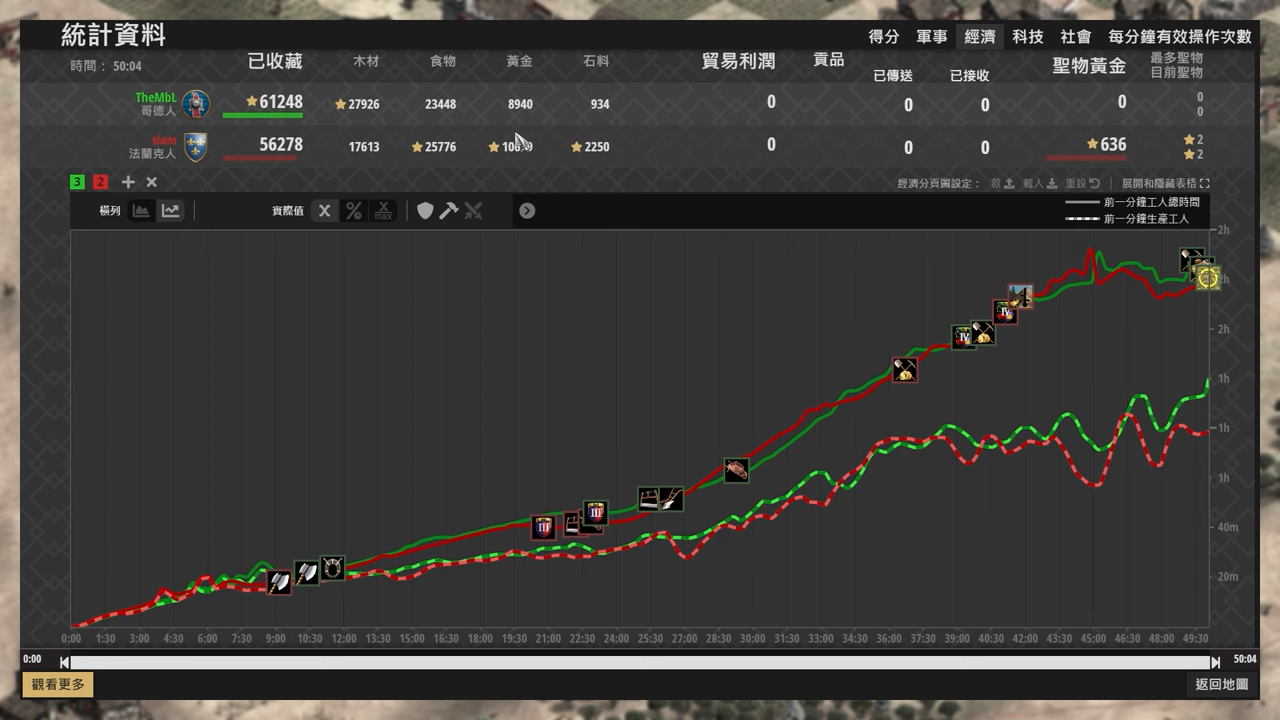 統計資料
時間： 50:04
得分 軍事 經濟 科技 社會 每分鐘有效操作次數
已收藏 木材 食物 黃金 石料 貿易利潤 貢品 已傳送 已接收 聖物黃金 最多聖物
目前聖物
TheMbL
哥德人
61248 27926 23448 8940 934 0 0 0 0 0
0
slam
法蘭克人
56278 17613 25776 2250 0 0 0 636 2
2
3 2
經濟分頁圖設定： 載入 重設 展開和隱藏表格
橫列 實際值 X % X/max
前一分鐘工人總時間
前一分鐘生產工人
2h
2h
2h
1h
1h
1h
40m
20m
III III IV IV
0:00 1:30 3:00 4:30 6:00 7:30 9:00 10:30 12:00 13:30 15:00 16:30 18:00 19:30 21:00 22:30 24:00 25:30 27:00 28:30 30:00 31:30 33:00 34:30 36:00 37:30 39:00 40:30 42:00 43:30 45:00 46:30 48:00 49:30
0:00 50:04
觀看更多 返回地圖